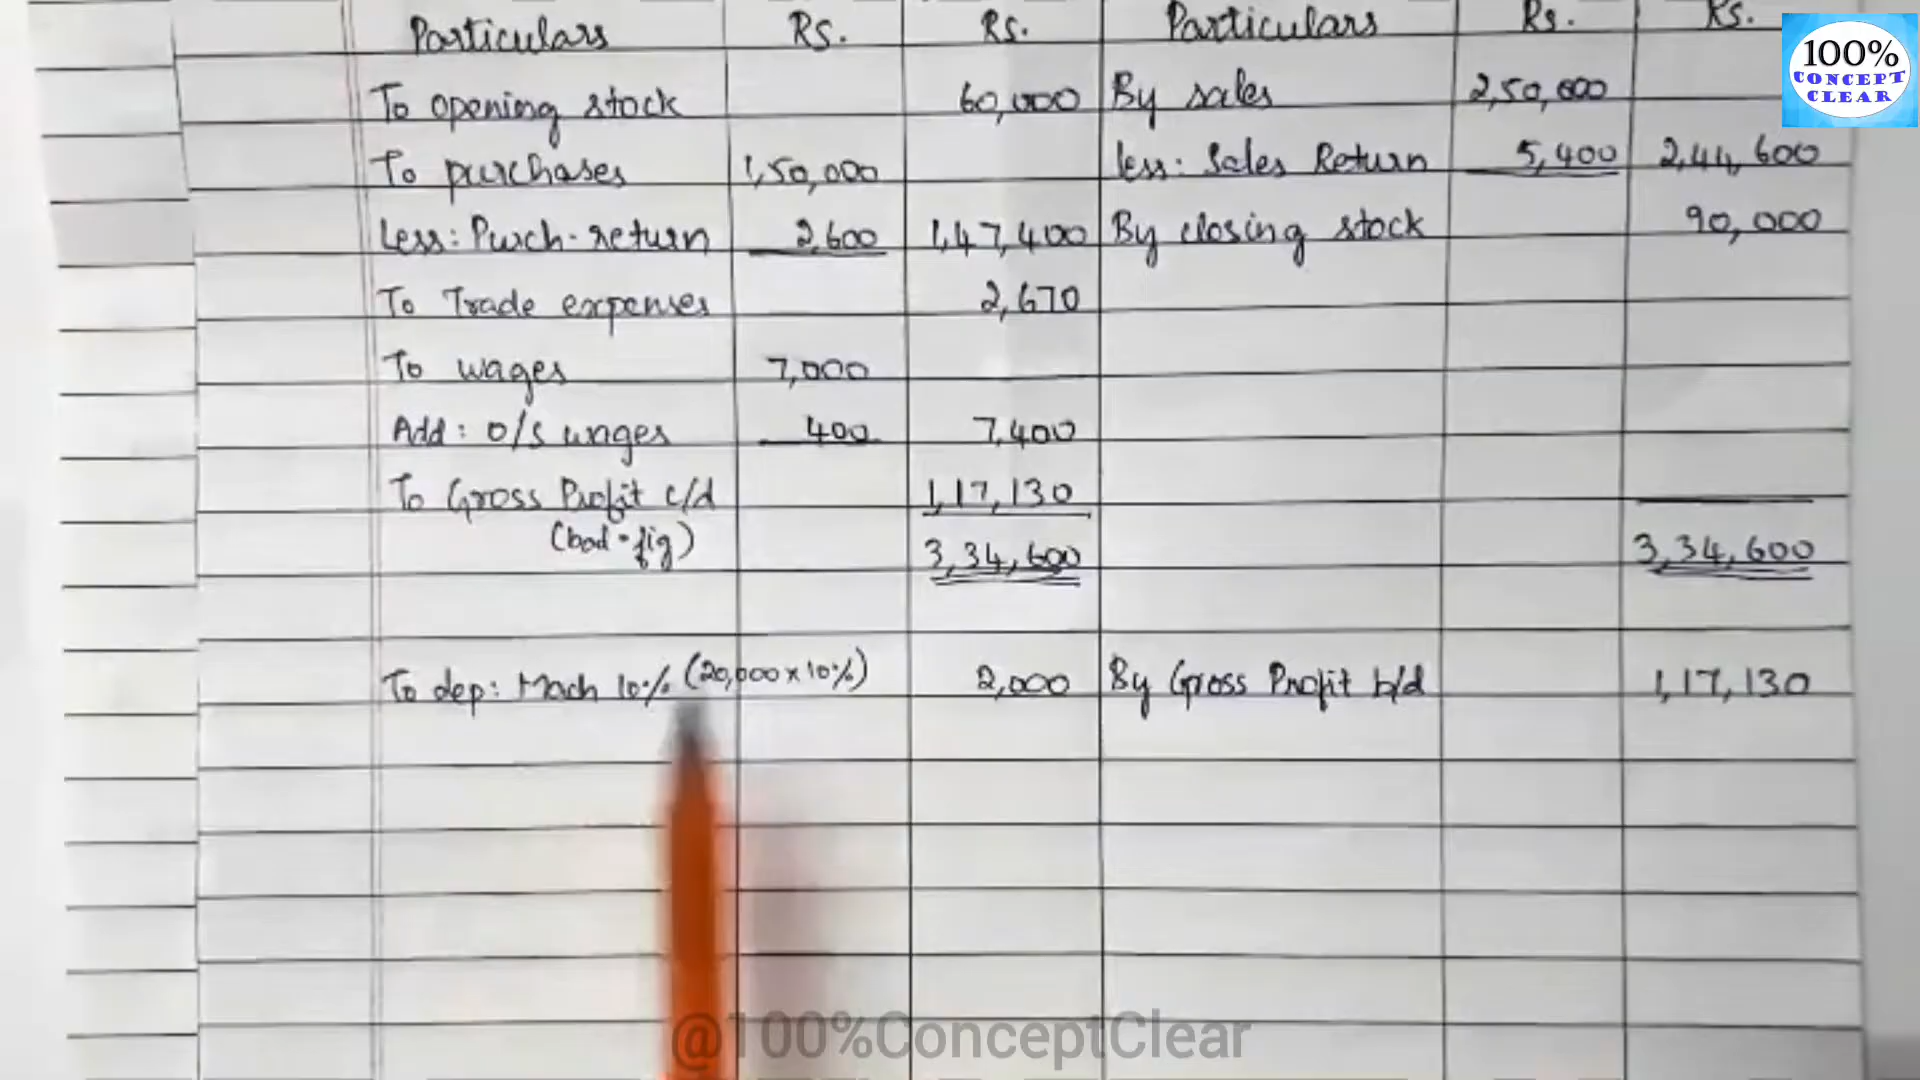 Particulars Rs. Rs. Particulars Rs. Rs.
To opening stock 60,000 By sales 2,50,000
To purchases 1,50,000 less: Sales Return 5,400 2,44,600
Less: Purch. return 2,600 1,47,400 By closing stock 90,000
To Trade expenses 2,670
To wages 7,000
Add: o/s wages 400 7,400
To Gross Profit c/d 1,17,130
(bal. fig) 3,34,600 3,34,600
To dep: Mach 10% (20,000 x 10%) 2,000 By Gross Profit b/d 1,17,130
100%
CONCEPT
CLEAR
@100%ConceptClear